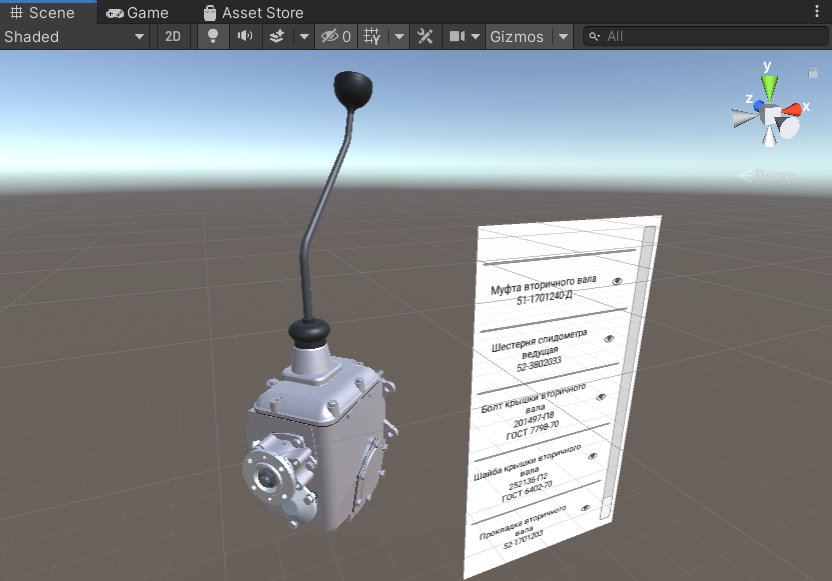 Scene Game Asset Store
Shaded 2D 0 Gizmos All
y
z x
Persp
Муфта вторичного вала
51-1701240-Д
Шестерня спидометра
ведущая
52-3802033
Болт крышки вторичного
вала
201497-П8
ГОСТ 7798-70
Шайба крышки вторичного
вала
252136-П2
ГОСТ 6402-70
Прокладка вторичного
вала
52-1701203